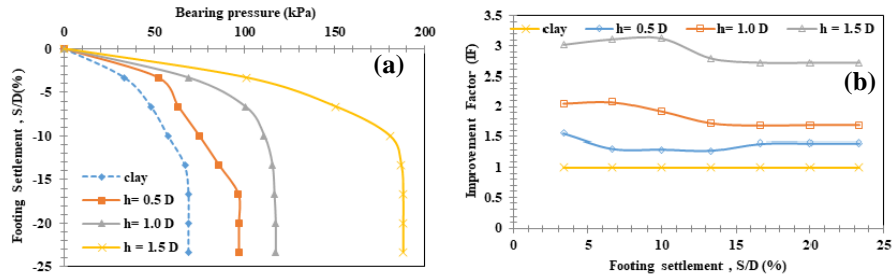 Bearing pressure (kPa)
0 50 100 150 200
0
-5
-10
-15
-20
-25
Footing Settlement , S/D(%)
(a)
clay
h= 0.5 D
h= 1.0 D
h = 1.5 D
3.5
3
2.5
2
1.5
1
0.5
0
Improvement Factor (IF)
clay h= 0.5 D h= 1.0 D h = 1.5 D
(b)
0 5 10 15 20 25
Footing settlement , S/D (%)